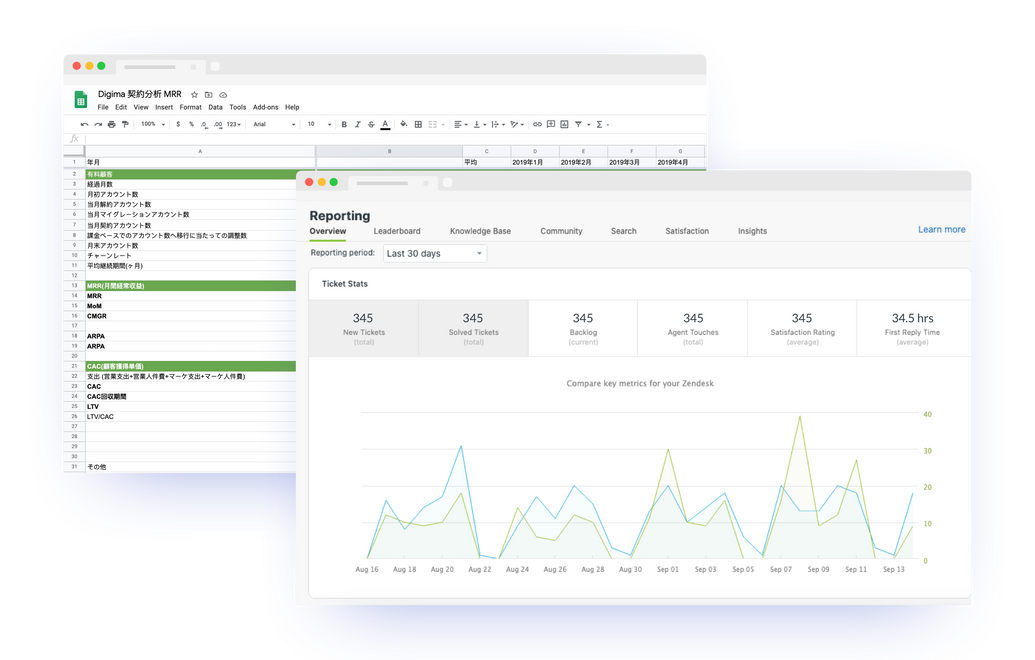 Digima 契約分析 MRR
File Edit View Insert Format Data Tools Add-ons Help
100% $ % .0 .00 123 Arial 10 B I S A Σ
fx
A B C D E F G
1 年月 平均 2019年1月 2019年2月 2019年3月 2019年4月
2 有料顧客
3 経過月数
4 月初アカウント数
5 当月解約アカウント数
6 当月マイグレーションアカウント数
7 当月契約アカウント数
8 課金ベースでのアカウント数へ移行に当たっての調整数
9 月末アカウント数
10 チャーンレート
11 平均継続期間(ヶ月)
12
13 MRR(月間経常収益)
14 MRR
15 MoM
16 CMGR
17
18 ARPA
19 ARPA
20
21 CAC(顧客獲得単価)
22 支出 (営業支出+営業人件費+マーケ支出+マーケ人件費)
23 CAC
24 CAC回収期間
25 LTV
26 LTV/CAC
27
28
29
30
31 その他
Reporting
Overview Leaderboard Knowledge Base Community Search Satisfaction Insights Learn more
Reporting period: Last 30 days
Ticket Stats
345 345 345 345 345 34.5 hrs
New Tickets Solved Tickets Backlog Agent Touches Satisfaction Rating First Reply Time
(total) (total) (current) (total) (average) (average)
Compare key metrics for your Zendesk
40
30
20
10
0
Aug 16 Aug 18 Aug 20 Aug 22 Aug 24 Aug 26 Aug 28 Aug 30 Sep 01 Sep 03 Sep 05 Sep 07 Sep 09 Sep 11 Sep 13